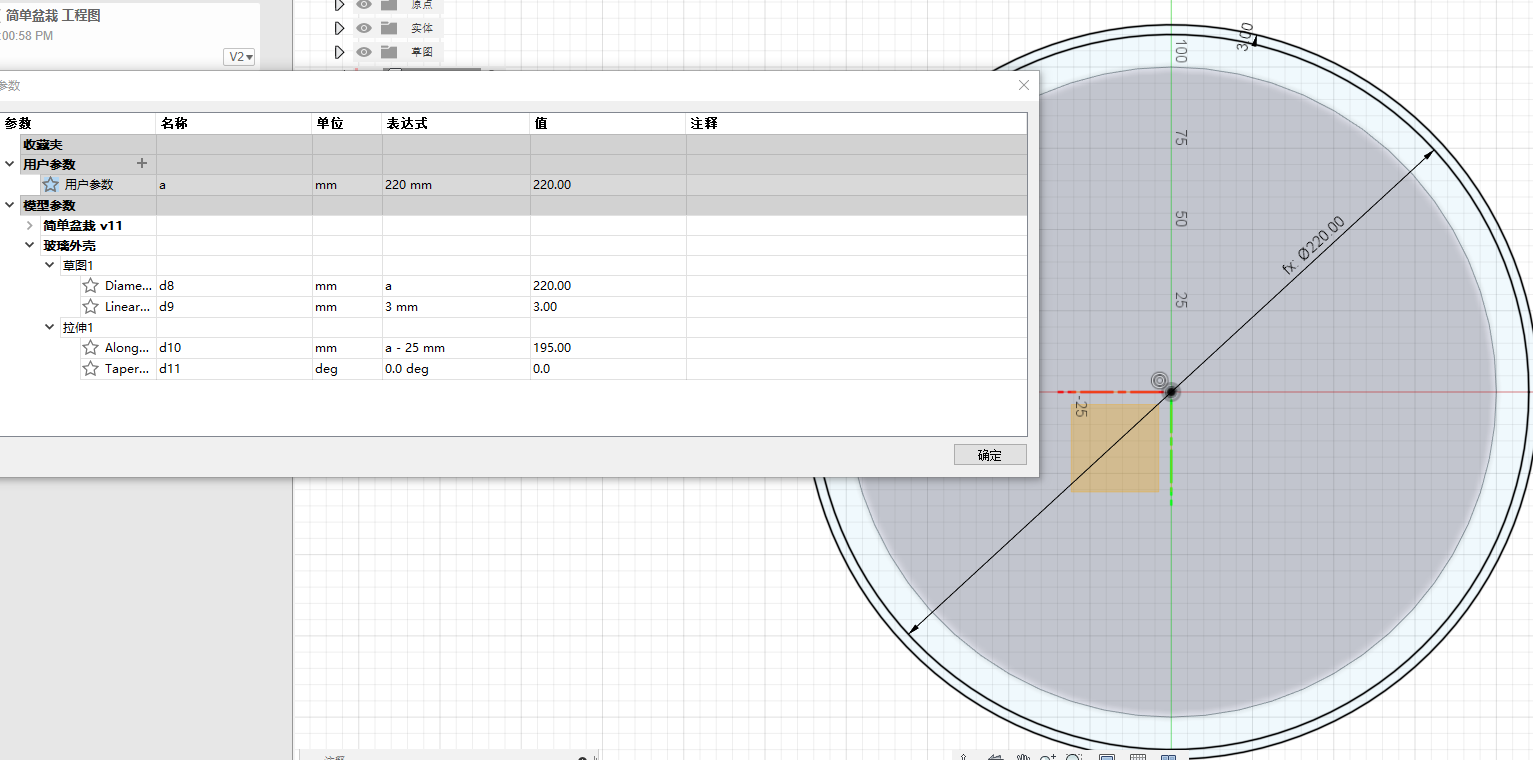 简单盆栽 工程图
:00:58 PM
V2
原点
实体
草图
参数
参数 名称 单位 表达式 值 注释
收藏夹
用户参数 +
用户参数 a mm 220 mm 220.00
模型参数
简单盆栽 v11
玻璃外壳
草图1
Diame... d8 mm a 220.00
Linear... d9 mm 3 mm 3.00
拉伸1
Along... d10 mm a - 25 mm 195.00
Taper... d11 deg 0.0 deg 0.0
确定
3.00
100
75
50
25
fx: Ø220.00
-25
注释